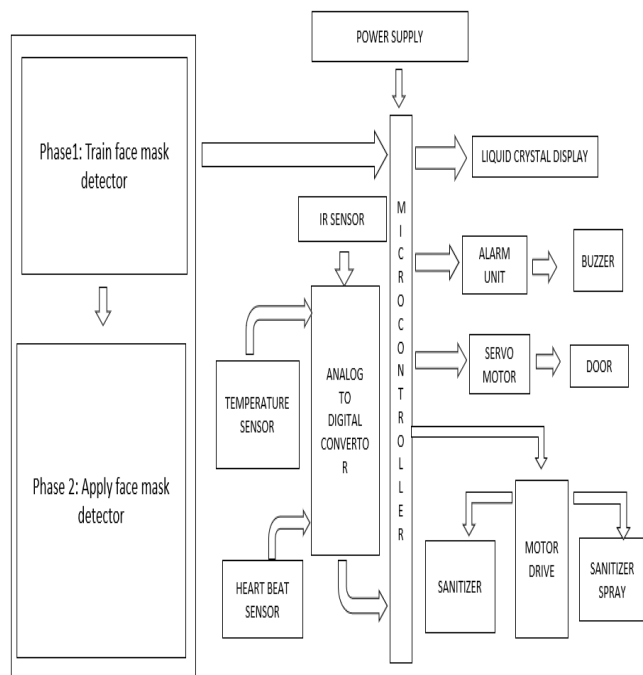 POWER SUPPLY
Phase1: Train face mask
detector
LIQUID CRYSTAL DISPLAY
IR SENSOR
MICROCONTROLLER
ALARM
UNIT
BUZZER
SERVO
MOTOR
DOOR
TEMPERATURE
SENSOR
ANALOG
TO
DIGITAL
CONVERTO
R
Phase 2: Apply face mask
detector
HEART BEAT
SENSOR
SANITIZER
MOTOR
DRIVE
SANITIZER
SPRAY